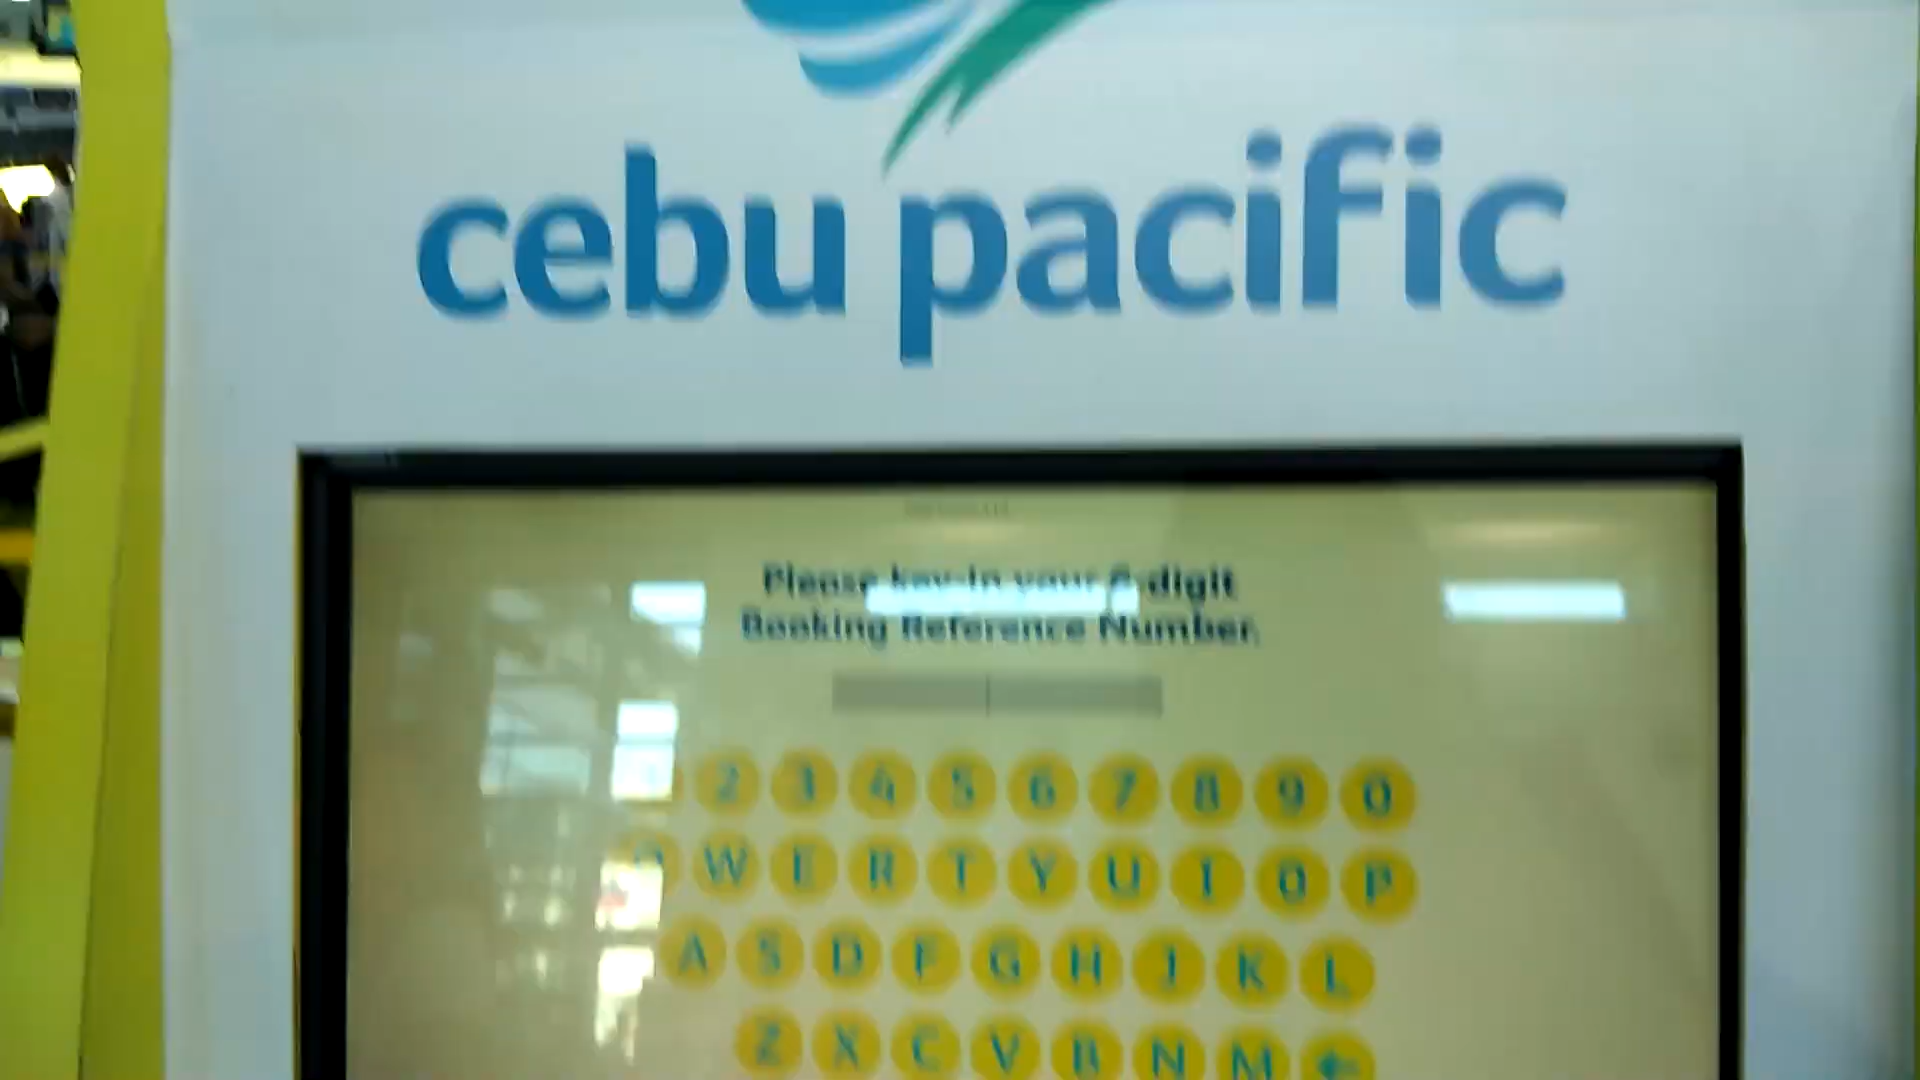 cebu pacific
Please key-in your 6-digit
Booking Reference Number.
2 3 4 5 6 7 8 9 0
Q W E R T Y U I O P
A S D F G H J K L
Z X C V B N M ←